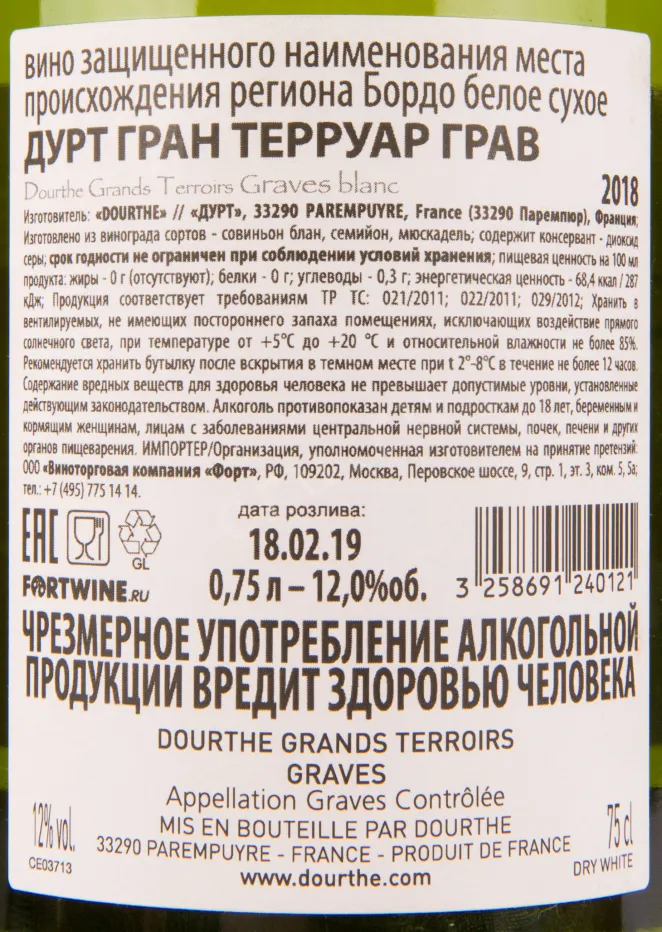 вино защищенного наименования места
происхождения региона Бордо белое сухое
ДУРТ ГРАН ТЕРРУАР ГРАВ
Dourthe Grands Terroirs Graves blanc 2018
Изготовитель: «DOURTHE» // «ДУРТ», 33290 PAREMPUYRE, France (33290 Паремпюр), Франция;
Изготовлено из винограда сортов - совиньон блан, семийон, мюскадель; содержит консервант - диоксид
серы; срок годности не ограничен при соблюдении условий хранения; пищевая ценность на 100 мл
продукта: жиры - 0 г (отсутствуют); белки - 0 г; углеводы - 0,3 г; энергетическая ценность - 68,4 ккал / 287
кДж; Продукция соответствует требованиям ТР ТС: 021/2011; 022/2011; 029/2012; Хранить в
вентилируемых, не имеющих постороннего запаха помещениях, исключающих воздействие прямого
солнечного света, при температуре от +5°C до +20 °C и относительной влажности не более 85%.
Рекомендуется хранить бутылку после вскрытия в темном месте при t 2°-8°C в течение не более 12 часов.
Содержание вредных веществ для здоровья человека не превышает допустимые уровни, установленные
действующим законодательством. Алкоголь противопоказан детям и подросткам до 18 лет, беременным и
кормящим женщинам, лицам с заболеваниями центральной нервной системы, почек, печени и других
органов пищеварения. ИМПОРТЕР/Организация, уполномоченная изготовителем на принятие претензий:
ООО «Виноторговая компания «Форт», РФ, 109202, Москва, Перовское шоссе, 9, стр. 1, эт. 3, ком. 5, 5а;
тел.: +7 (495) 775 14 14.
EAC
GL
FORTWINE.RU
дата розлива:
18.02.19
0,75 л – 12,0%об.
3 258691 240121
ЧРЕЗМЕРНОЕ УПОТРЕБЛЕНИЕ АЛКОГОЛЬНОЙ
ПРОДУКЦИИ ВРЕДИТ ЗДОРОВЬЮ ЧЕЛОВЕКА
DOURTHE GRANDS TERROIRS
GRAVES
Appellation Graves Contrôlée
MIS EN BOUTEILLE PAR DOURTHE
33290 PAREMPUYRE - FRANCE - PRODUIT DE FRANCE
www.dourthe.com
12% vol.
CE03713
75 cl
DRY WHITE